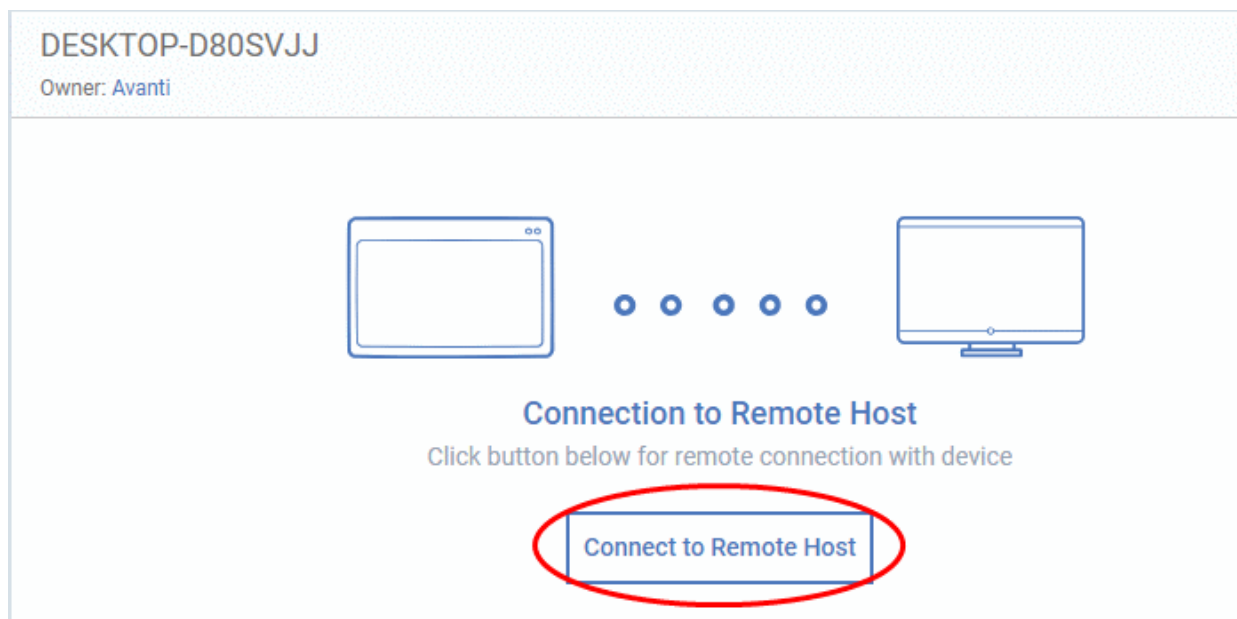 DESKTOP-D80SVJJ
Owner: Avanti
Connection to Remote Host
Click button below for remote connection with device
Connect to Remote Host